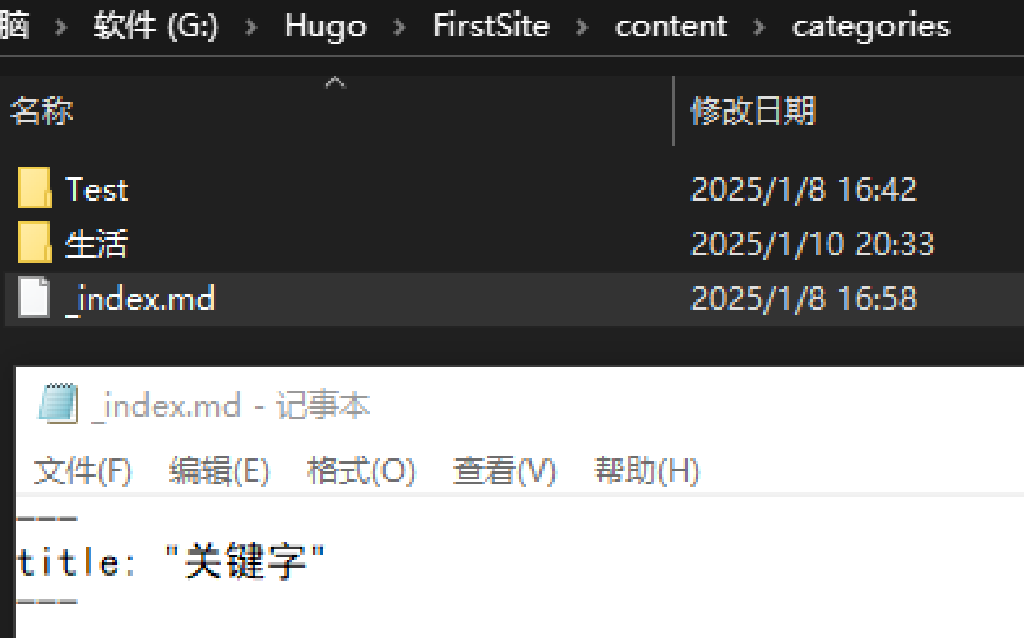 脑 › 软件 (G:) › Hugo › FirstSite › content › categories
名称 修改日期
Test 2025/1/8 16:42
生活 2025/1/10 20:33
_index.md 2025/1/8 16:58
_index.md - 记事本
文件(F) 编辑(E) 格式(O) 查看(V) 帮助(H)
---
title: "关键字"
---